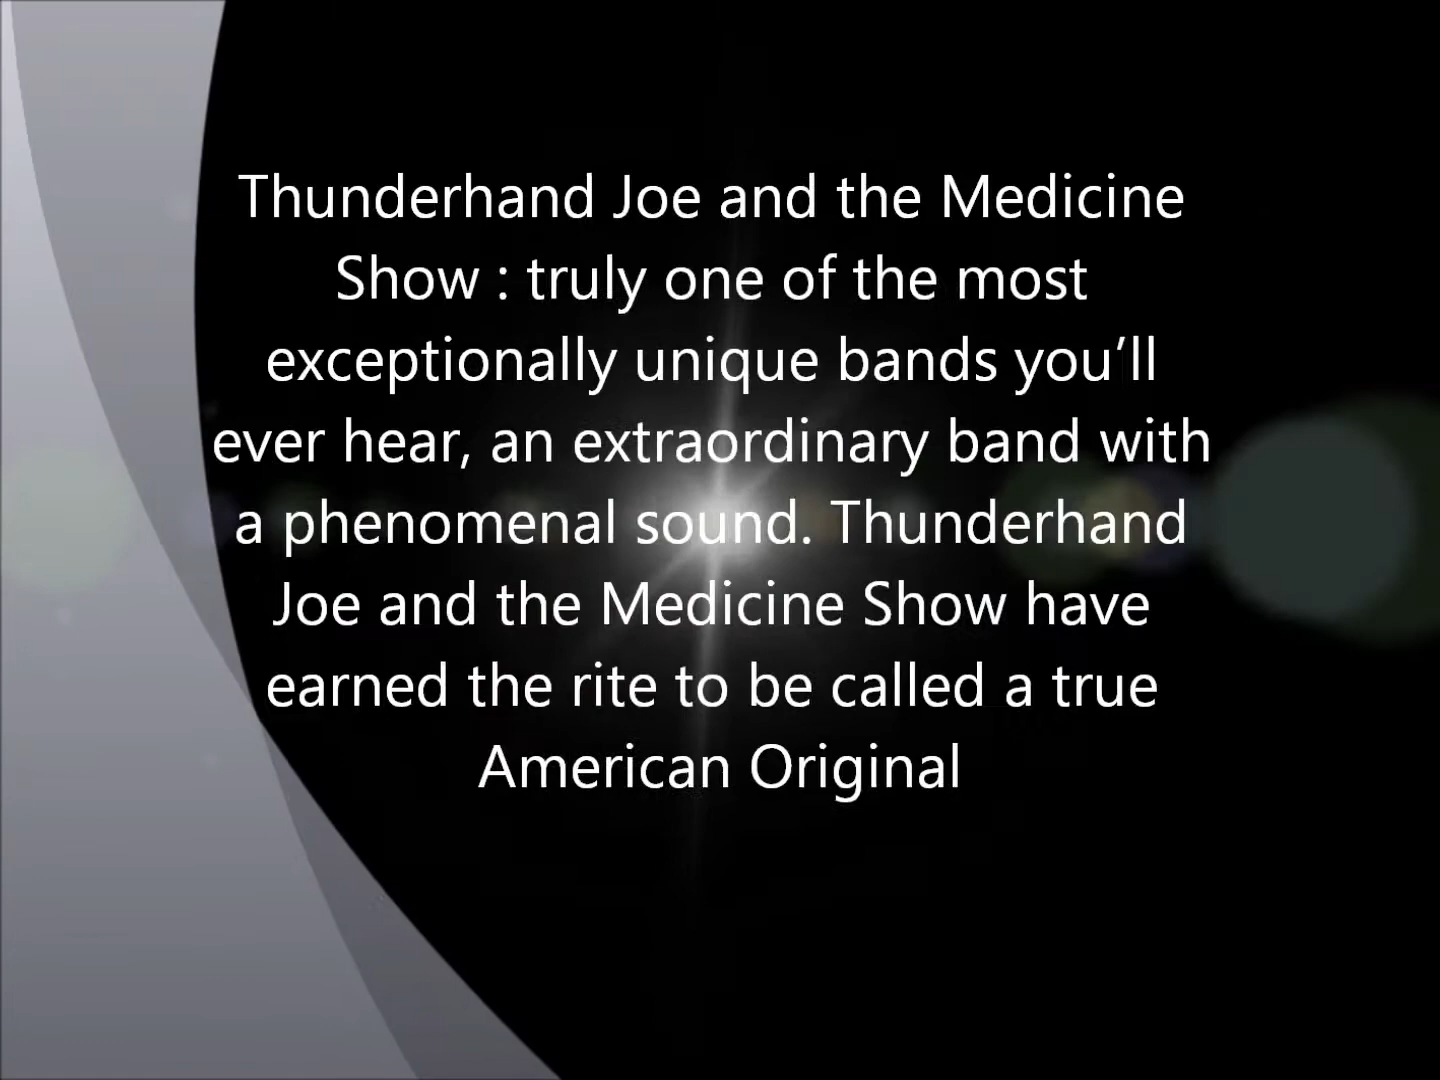 Thunderhand Joe and the Medicine
Show : truly one of the most
exceptionally unique bands you’ll
ever hear, an extraordinary band with
a phenomenal sound. Thunderhand
Joe and the Medicine Show have
earned the rite to be called a true
American Original